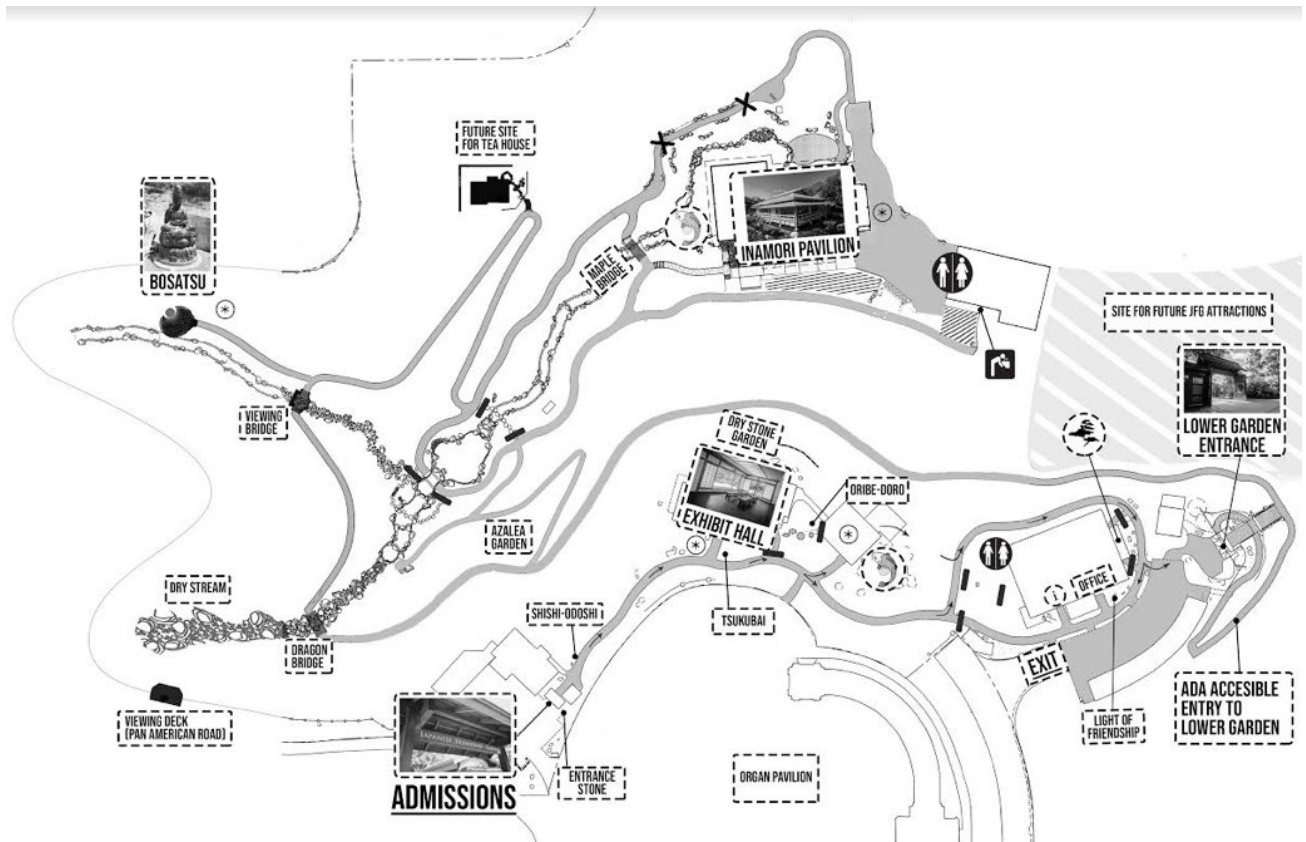 FUTURE SITE
FOR TEA HOUSE
BOSATSU
MAPLE
BRIDGE
INAMORI PAVILION
SITE FOR FUTURE JFG ATTRACTIONS
LOWER GARDEN
ENTRANCE
VIEWING
BRIDGE
DRY STONE
GARDEN
EXHIBIT HALL
ORIBE-DORO
AZALEA
GARDEN
DRY STREAM
DRAGON
BRIDGE
SHISHI-ODOSHI
TSUKUBAI
i
OFFICE
EXIT
LIGHT OF
FRIENDSHIP
ADA ACCESIBLE
ENTRY TO
LOWER GARDEN
VIEWING DECK
(PAN AMERICAN ROAD)
JAPANESE FRIENDSHIP
ADMISSIONS
ENTRANCE
STONE
ORGAN PAVILION